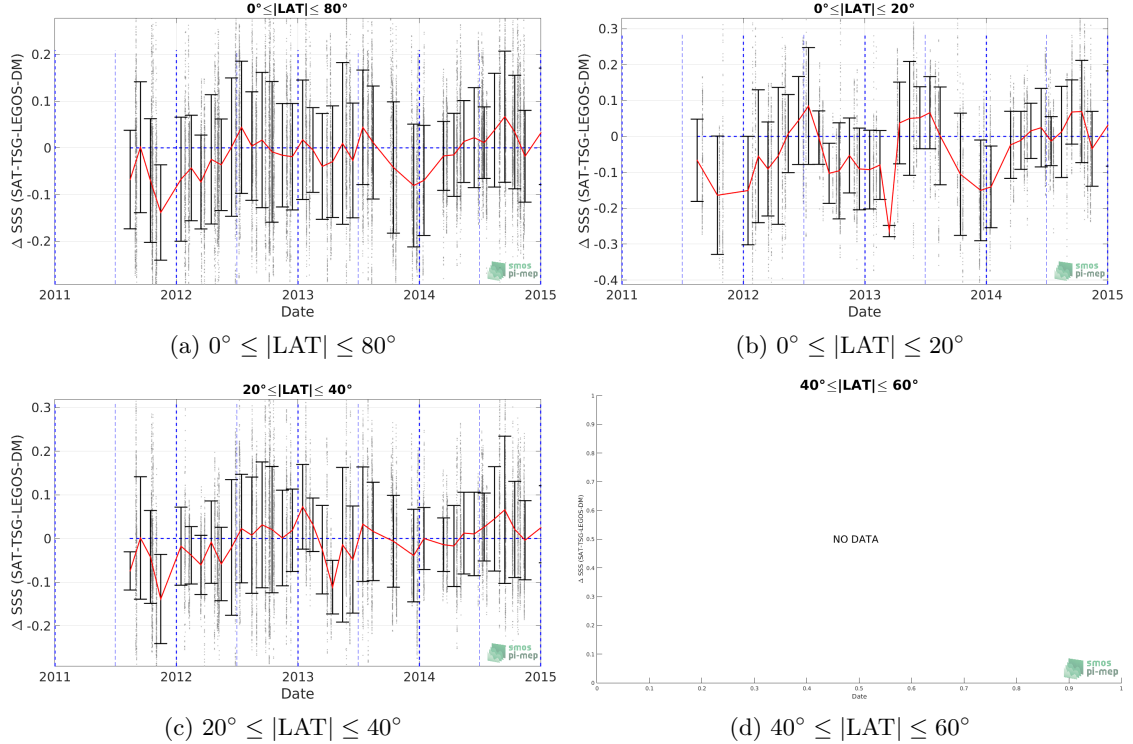 0°≤|LAT|≤ 80°
Δ SSS (SAT-TSG-LEGOS-DM)
0.2
0.1
0
-0.1
-0.2
2011 2012 2013 2014 2015
Date
smos
pi-mep
(a) 0° ≤ |LAT| ≤ 80°
0°≤|LAT|≤ 20°
Δ SSS (SAT-TSG-LEGOS-DM)
0.3
0.2
0.1
0
-0.1
-0.2
-0.3
-0.4
2011 2012 2013 2014 2015
Date
smos
pi-mep
(b) 0° ≤ |LAT| ≤ 20°
20°≤|LAT|≤ 40°
Δ SSS (SAT-TSG-LEGOS-DM)
0.3
0.2
0.1
0
-0.1
-0.2
2011 2012 2013 2014 2015
Date
smos
pi-mep
(c) 20° ≤ |LAT| ≤ 40°
40°≤|LAT|≤ 60°
Δ SSS (SAT-TSG-LEGOS-DM)
1
0.9
0.8
0.7
0.6
0.5
0.4
0.3
0.2
0.1
0
NO DATA
0 0.1 0.2 0.3 0.4 0.5 0.6 0.7 0.8 0.9 1
Date
smos
pi-mep
(d) 40° ≤ |LAT| ≤ 60°